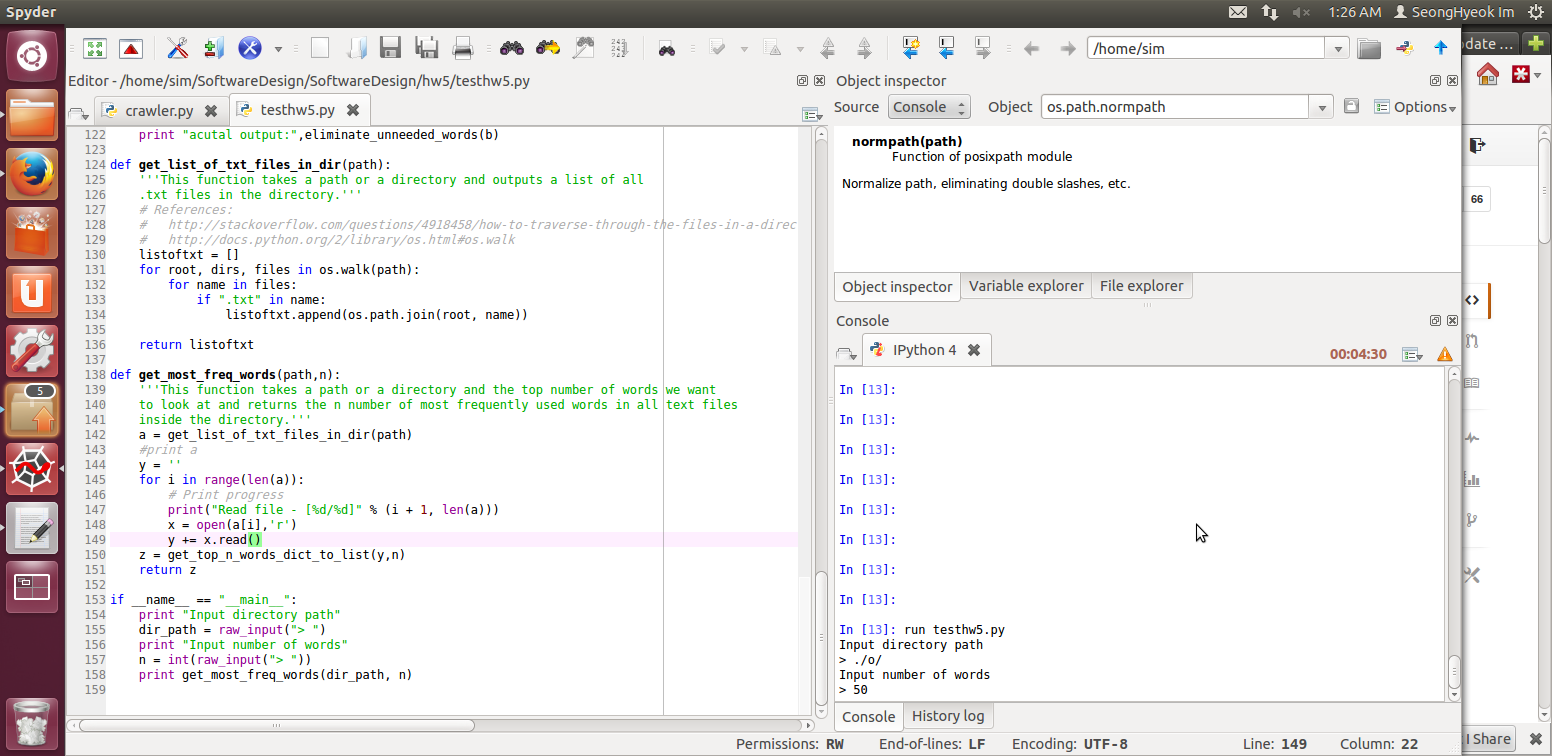 Spyder
1:26 AM SeongHyeok Im
/home/sim
date ...
Editor - /home/sim/SoftwareDesign/SoftwareDesign/hw5/testhw5.py
crawler.py
testhw5.py
122     print "acutal output:",eliminate_unneeded_words(b)
123
124 def get_list_of_txt_files_in_dir(path):
125     '''This function takes a path or a directory and outputs a list of all
126     .txt files in the directory.'''
127     # References:
128     #   http://stackoverflow.com/questions/4918458/how-to-traverse-through-the-files-in-a-direc
129     #   http://docs.python.org/2/library/os.html#os.walk
130     listoftxt = []
131     for root, dirs, files in os.walk(path):
132         for name in files:
133             if ".txt" in name:
134                 listoftxt.append(os.path.join(root, name))
135
136     return listoftxt
137
138 def get_most_freq_words(path,n):
139     '''This function takes a path or a directory and the top number of words we want
140     to look at and returns the n number of most frequently used words in all text files
141     inside the directory.'''
142     a = get_list_of_txt_files_in_dir(path)
143     #print a
144     y = ''
145     for i in range(len(a)):
146         # Print progress
147         print("Read file - [%d/%d]" % (i + 1, len(a)))
148         x = open(a[i],'r')
149         y += x.read()
150     z = get_top_n_words_dict_to_list(y,n)
151     return z
152
153 if __name__ == "__main__":
154     print "Input directory path"
155     dir_path = raw_input("> ")
156     print "Input number of words"
157     n = int(raw_input("> "))
158     print get_most_freq_words(dir_path, n)
159
Object inspector
Source Console Object os.path.normpath Options
normpath(path)
Function of posixpath module
Normalize path, eliminating double slashes, etc.
Object inspector Variable explorer File explorer
Console
IPython 4
00:04:30
In [13]:
In [13]:
In [13]:
In [13]:
In [13]:
In [13]:
In [13]:
In [13]:
In [13]: run testhw5.py
Input directory path
> ./o/
Input number of words
> 50
Console History log
Permissions: RW End-of-lines: LF Encoding: UTF-8 Line: 149 Column: 22
5
66
I Share